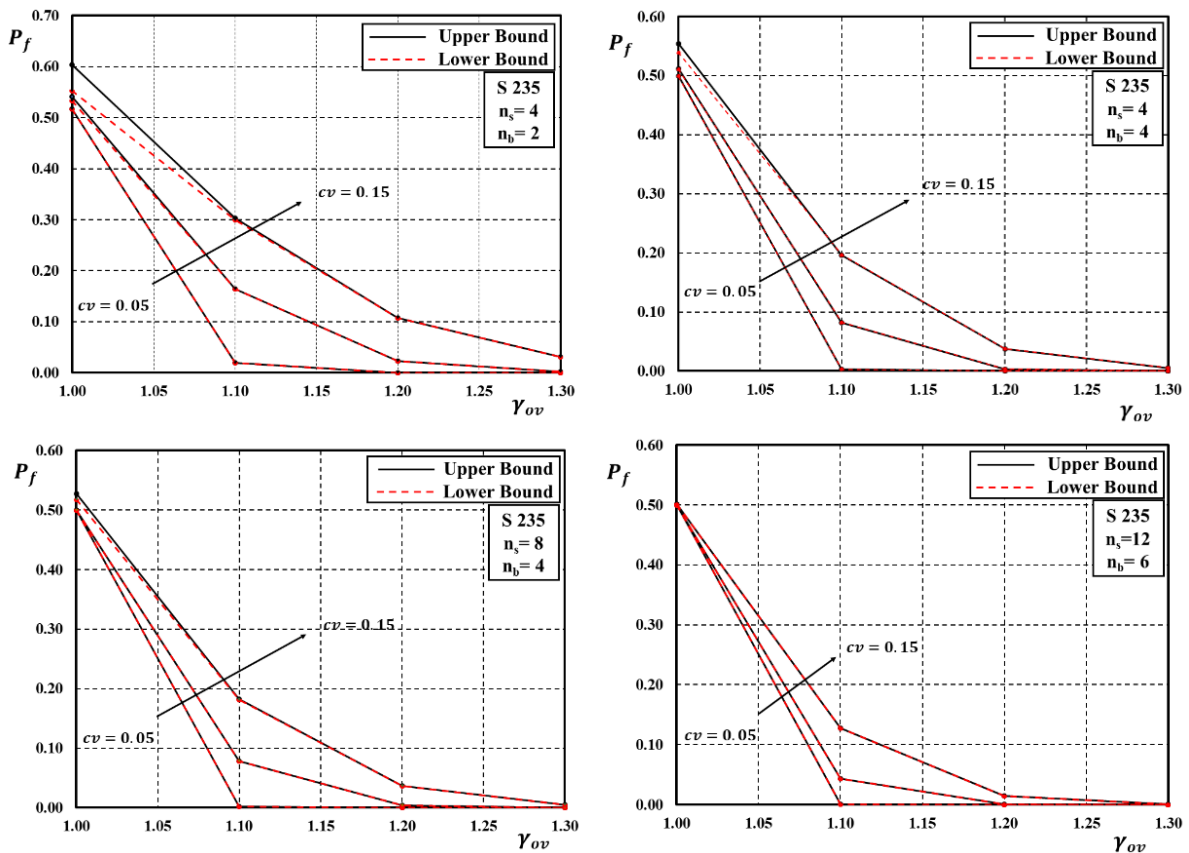 0.70
P_f
Upper Bound
Lower Bound
0.60
S 235
n_s= 4
n_b= 2
0.50
0.40
cv = 0.15
0.30
0.20
cv = 0.05
0.10
0.00
1.00 1.05 1.10 1.15 1.20 1.25 1.30
γ_ov
0.60
P_f
Upper Bound
Lower Bound
S 235
n_s= 4
n_b= 4
0.50
0.40
0.30
cv = 0.15
0.20
cv = 0.05
0.10
0.00
1.00 1.05 1.10 1.15 1.20 1.25 1.30
γ_ov
0.60
P_f
Upper Bound
Lower Bound
S 235
n_s= 8
n_b= 4
0.50
0.40
0.30
cv = 0.15
0.20
cv = 0.05
0.10
0.00
1.00 1.05 1.10 1.15 1.20 1.25 1.30
γ_ov
0.60
P_f
Upper Bound
Lower Bound
S 235
n_s=12
n_b= 6
0.50
0.40
0.30
cv = 0.15
0.20
cv = 0.05
0.10
0.00
1.00 1.05 1.10 1.15 1.20 1.25 1.30
γ_ov